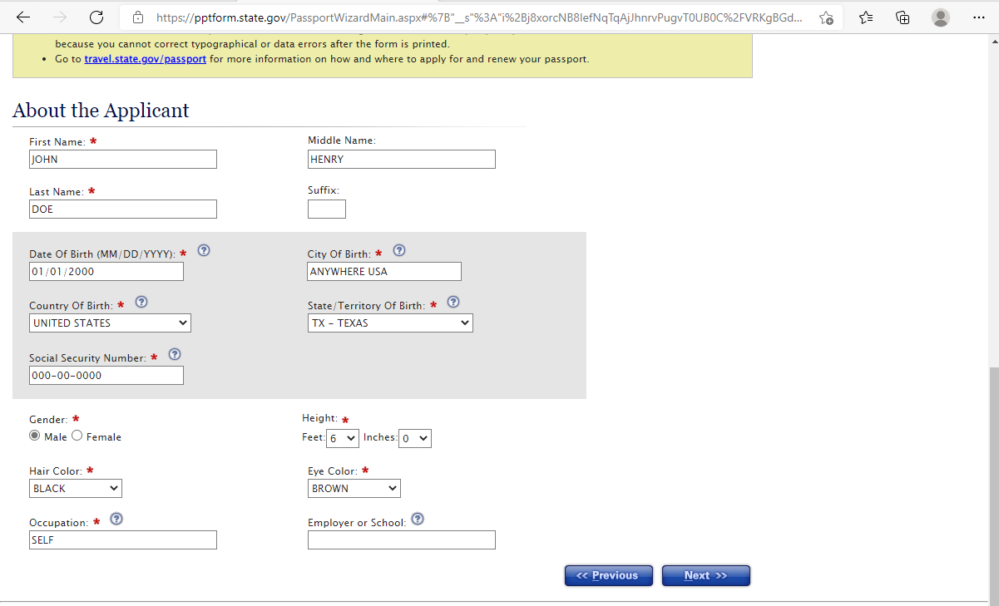 https://pptform.state.gov/PassportWizardMain.aspx#%7B"__s"%3A"i%2Bj8xorcNB8IefNqTqAjJhnrvPugvT0UB0C%2FVRKgBGd...
because you cannot correct typographical or data errors after the form is printed.
• Go to travel.state.gov/passport for more information on how and where to apply for and renew your passport.
About the Applicant
First Name: * Middle Name:
JOHN HENRY
Last Name: * Suffix:
DOE
Date Of Birth (MM/DD/YYYY): * ? City Of Birth: * ?
01/01/2000 ANYWHERE USA
Country Of Birth: * ? State/Territory Of Birth: * ?
UNITED STATES TX - TEXAS
Social Security Number: * ?
000-00-0000
Gender: * Height: *
Male Female Feet: 6 Inches: 0
Hair Color: * Eye Color: *
BLACK BROWN
Occupation: * ? Employer or School: ?
SELF
<< Previous Next >>